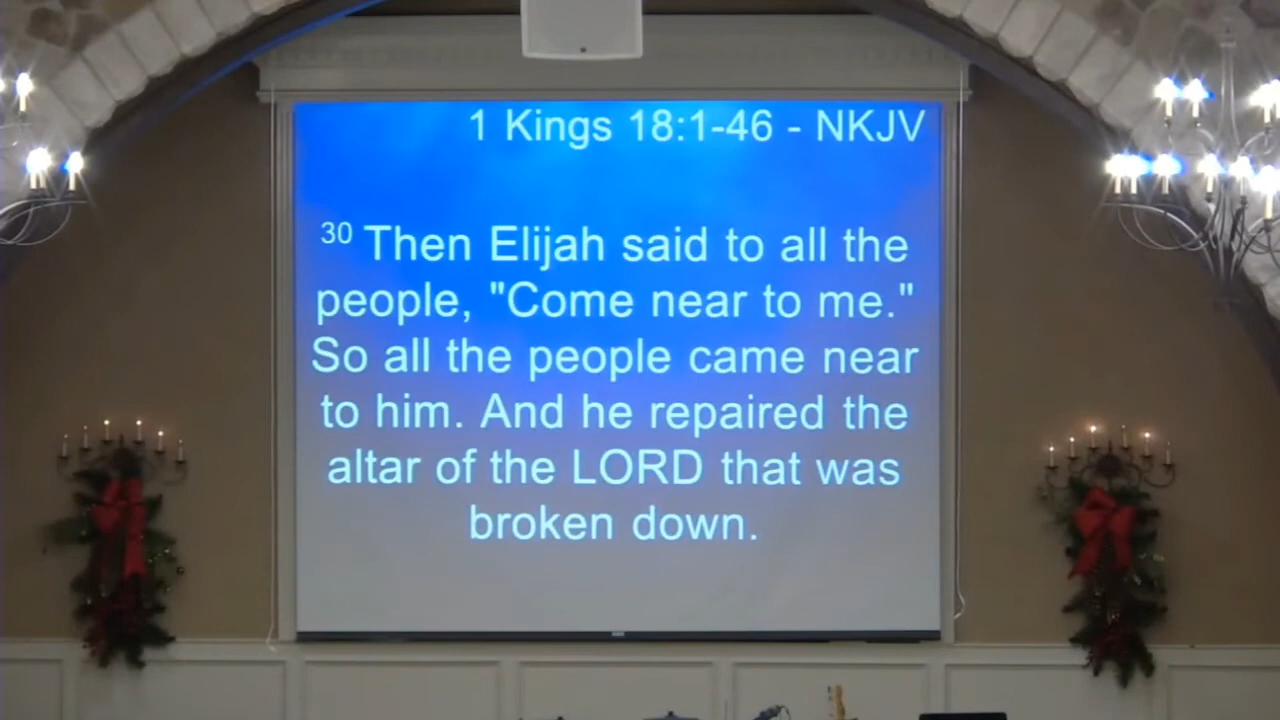 1 Kings 18:1-46 - NKJV
30 Then Elijah said to all the
people, "Come near to me."
So all the people came near
to him. And he repaired the
altar of the LORD that was
broken down.